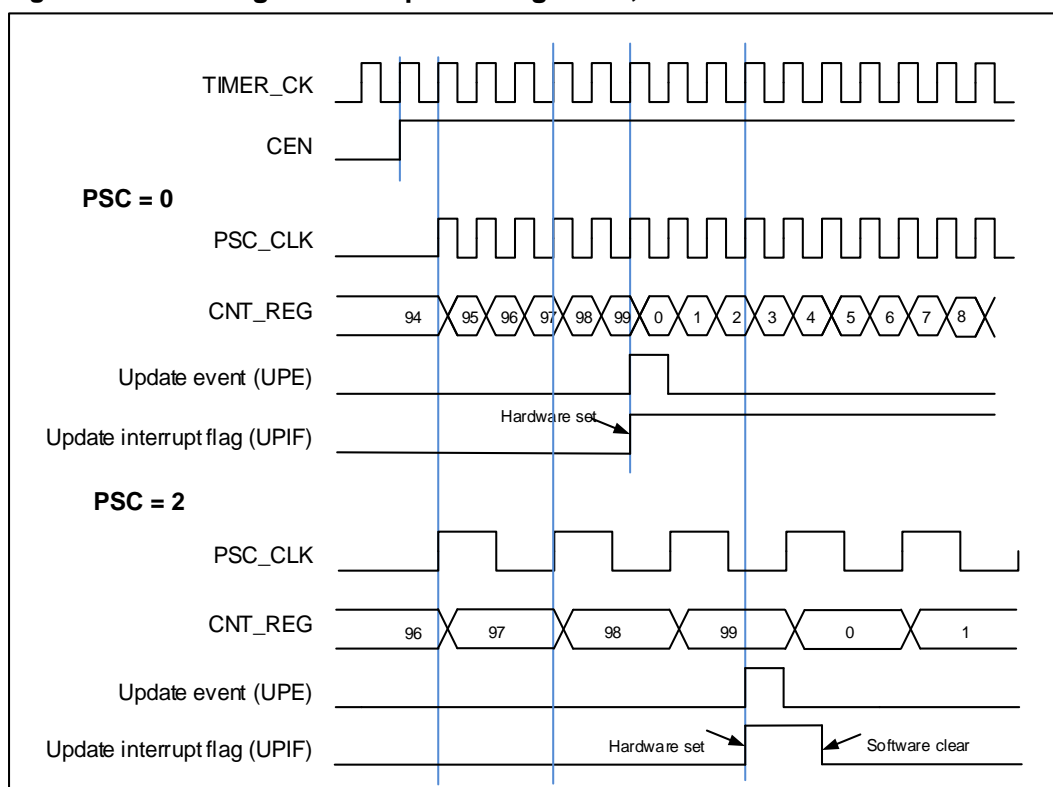 TIMER_CK
CEN
PSC = 0
PSC_CLK
CNT_REG 94 95 96 97 98 99 0 1 2 3 4 5 6 7 8
Update event (UPE)
Hardware set
Update interrupt flag (UPIF)
PSC = 2
PSC_CLK
CNT_REG 96 97 98 99 0 1
Update event (UPE)
Update interrupt flag (UPIF) Hardware set Software clear